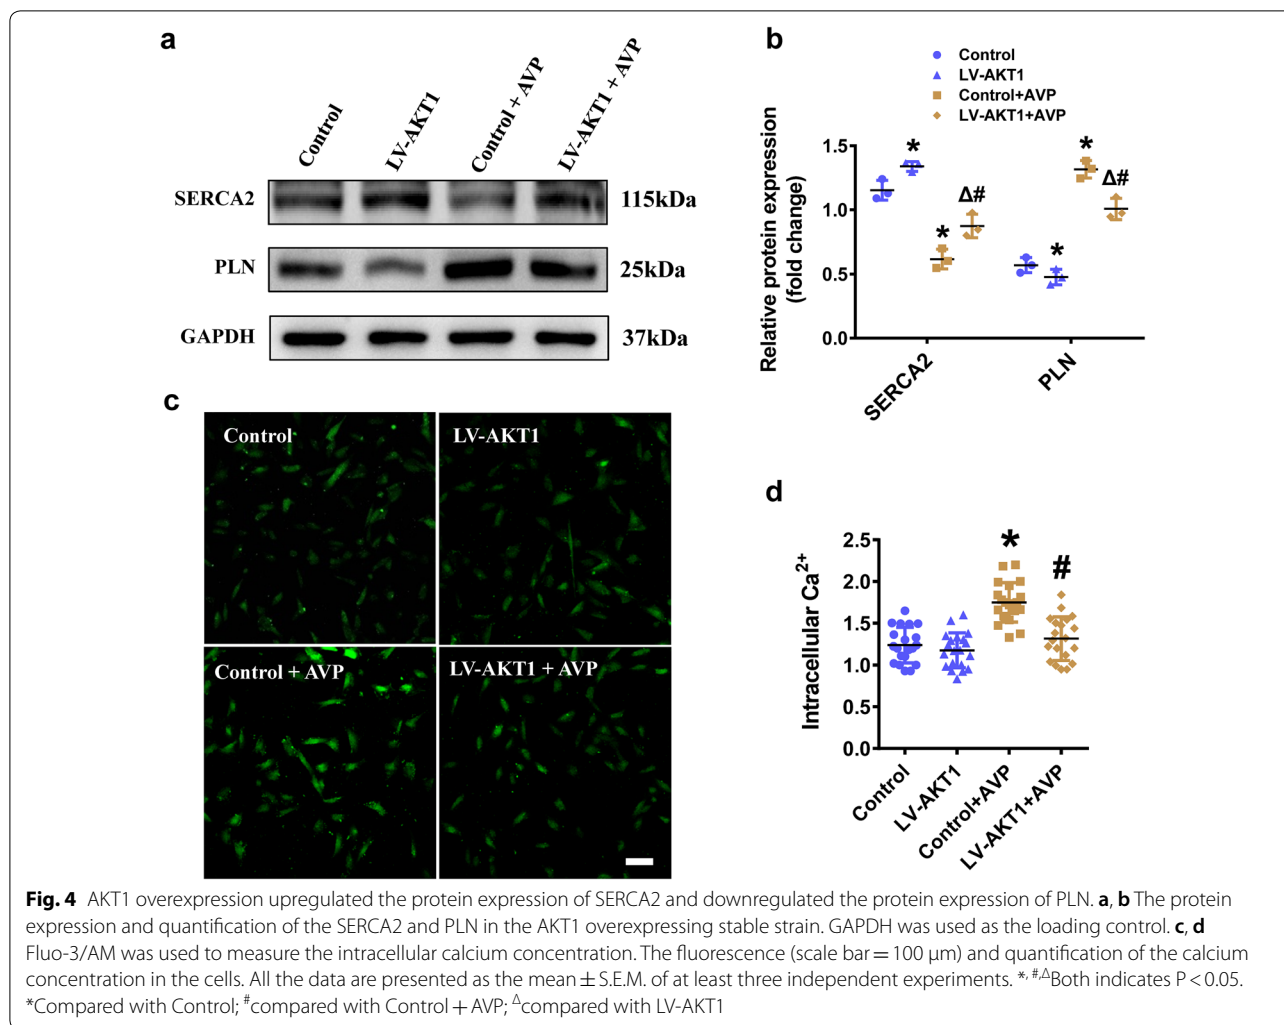 a
Control
LV-AKT1
Control + AVP
LV-AKT1 + AVP
SERCA2
115kDa
PLN
25kDa
GAPDH
37kDa
b
Control
LV-AKT1
Control+AVP
LV-AKT1+AVP
Relative protein expression
(fold change)
1.5
1.0
0.5
0.0
*
*
Δ#
*
*
Δ#
SERCA2
PLN
c
Control
LV-AKT1
Control + AVP
LV-AKT1 + AVP
d
Intracellular Ca²⁺
2.5
2.0
1.5
1.0
0.5
0.0
*
#
Control
LV-AKT1
Control+AVP
LV-AKT1+AVP
Fig. 4 AKT1 overexpression upregulated the protein expression of SERCA2 and downregulated the protein expression of PLN. a, b The protein
expression and quantification of the SERCA2 and PLN in the AKT1 overexpressing stable strain. GAPDH was used as the loading control. c, d
Fluo-3/AM was used to measure the intracellular calcium concentration. The fluorescence (scale bar = 100 μm) and quantification of the calcium
concentration in the cells. All the data are presented as the mean ± S.E.M. of at least three independent experiments. *, #,ΔBoth indicates P < 0.05.
*Compared with Control; #compared with Control + AVP; Δcompared with LV-AKT1